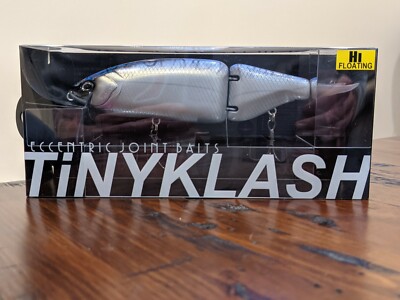 Hi
FLOATING
ECCENTRIC JOINT BAITS
TiNYKLASH